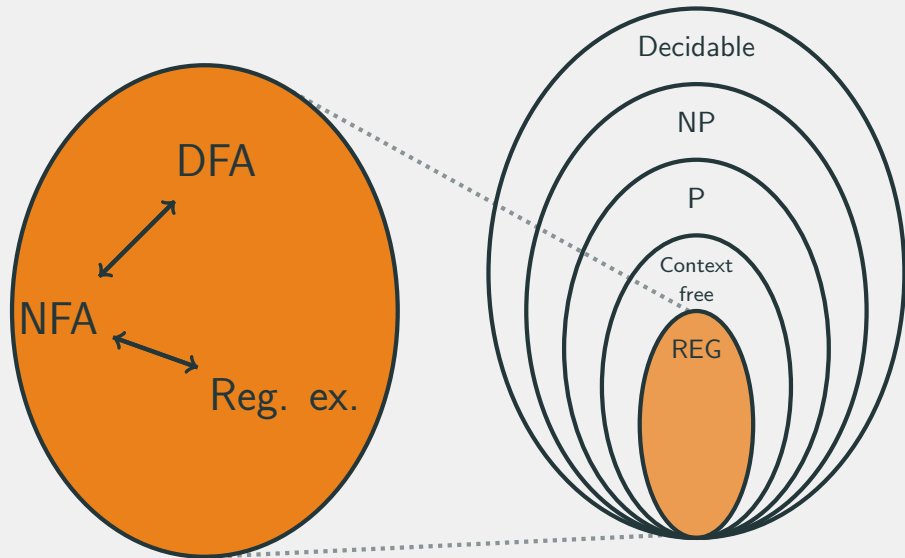 DFA
NFA
Reg. ex.
Decidable
NP
P
Context
free
REG